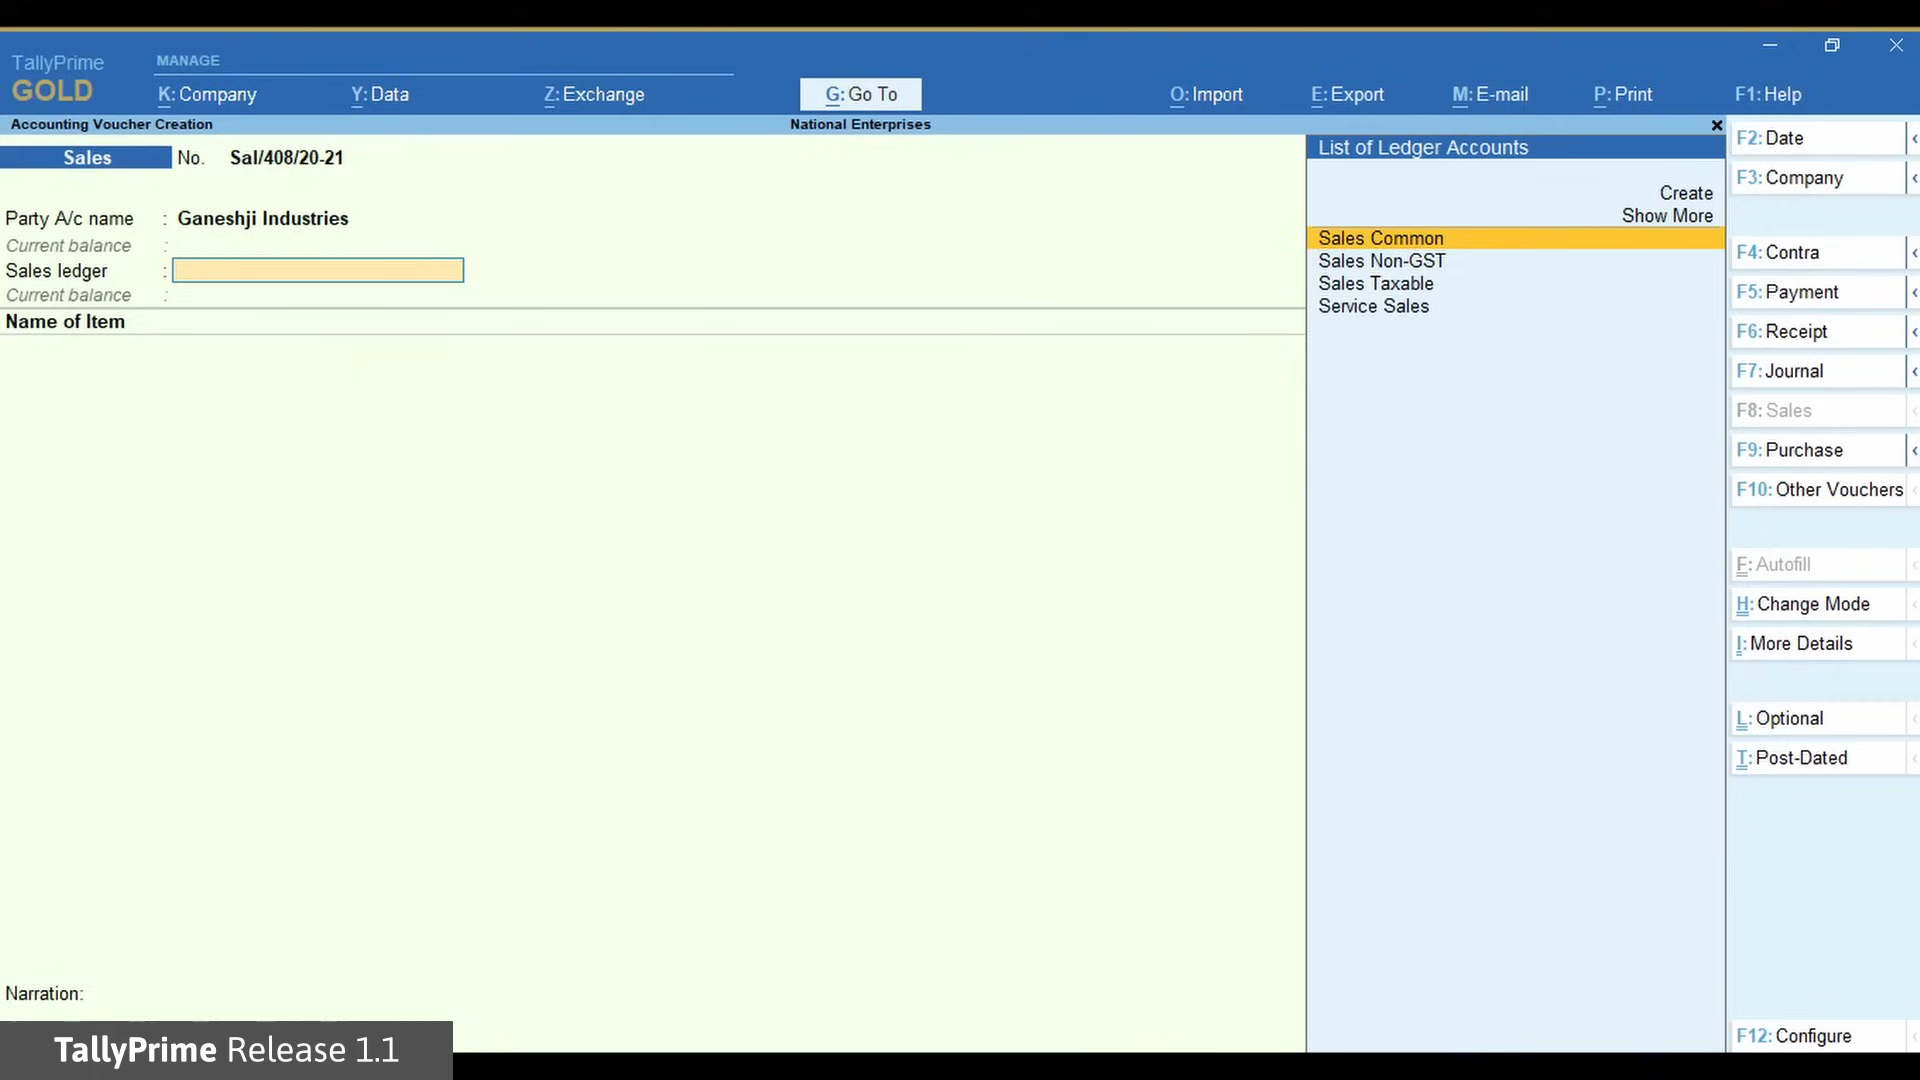 TallyPrime
GOLD
MANAGE
K: Company
Y: Data
Z: Exchange
G: Go To
O: Import
E: Export
M: E-mail
P: Print
F1: Help
Accounting Voucher Creation
National Enterprises
Sales No. Sal/408/20-21
Party A/c name : Ganeshji Industries
Current balance :
Sales ledger :
Current balance :
Name of Item
Narration:
List of Ledger Accounts
Create
Show More
Sales Common
Sales Non-GST
Sales Taxable
Service Sales
F2: Date
F3: Company
F4: Contra
F5: Payment
F6: Receipt
F7: Journal
F8: Sales
F9: Purchase
F10: Other Vouchers
F: Autofill
H: Change Mode
I: More Details
L: Optional
T: Post-Dated
F12: Configure
TallyPrime Release 1.1